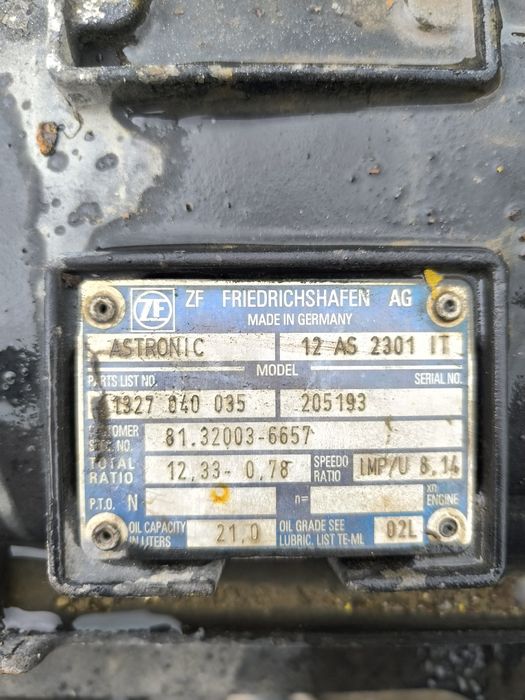 ZF ZF FRIEDRICHSHAFEN AG
MADE IN GERMANY
ASTRONIC 12 AS 2301 IT
MODEL
PARTS LIST NO. SERIAL NO.
1327 040 035 205193
CUSTOMER SPEC. NO. 81.32003-6657
TOTAL RATIO 12,33- 0,78 SPEEDO RATIO IMP/U 8.14
P.T.O. N n= Xn ENGINE
OIL CAPACITY IN LITERS 21,0 OIL GRADE SEE LUBRIC. LIST TE-ML 02L